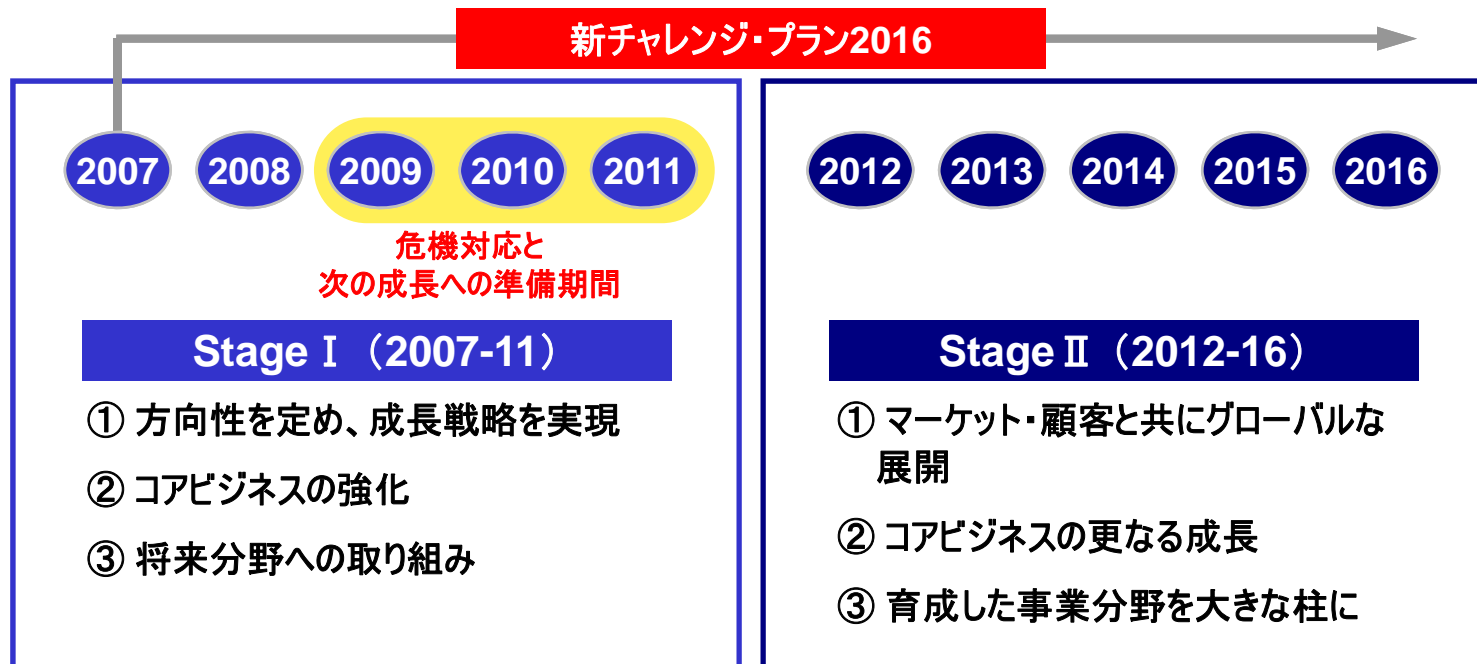 新チャレンジ・プラン2016
2007 2008 2009 2010 2011
危機対応と
次の成長への準備期間
Stage Ⅰ（2007-11）
① 方向性を定め、成長戦略を実現
② コアビジネスの強化
③ 将来分野への取り組み
2012 2013 2014 2015 2016
Stage Ⅱ（2012-16）
① マーケット・顧客と共にグローバルな
展開
② コアビジネスの更なる成長
③ 育成した事業分野を大きな柱に